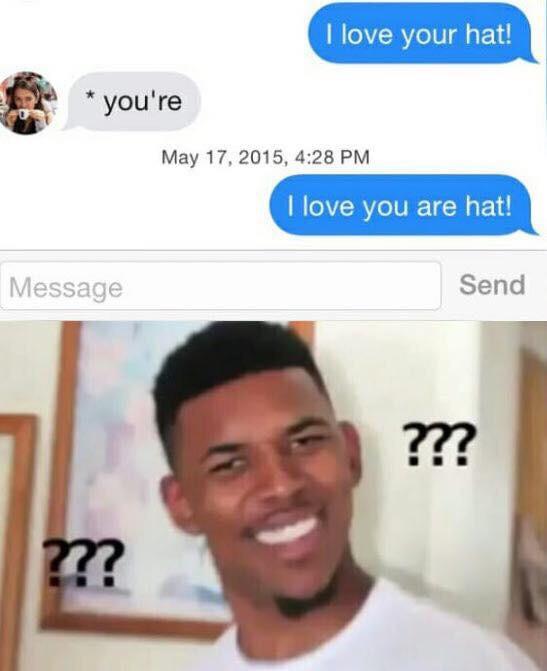 I love your hat!
* you're
May 17, 2015, 4:28 PM
I love you are hat!
Message
Send
???
???